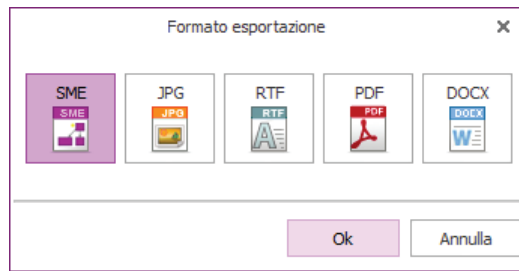 Formato esportazione
SME JPG RTF PDF DOCX
SME JPG RTF PDF DOCX
Ok Annulla